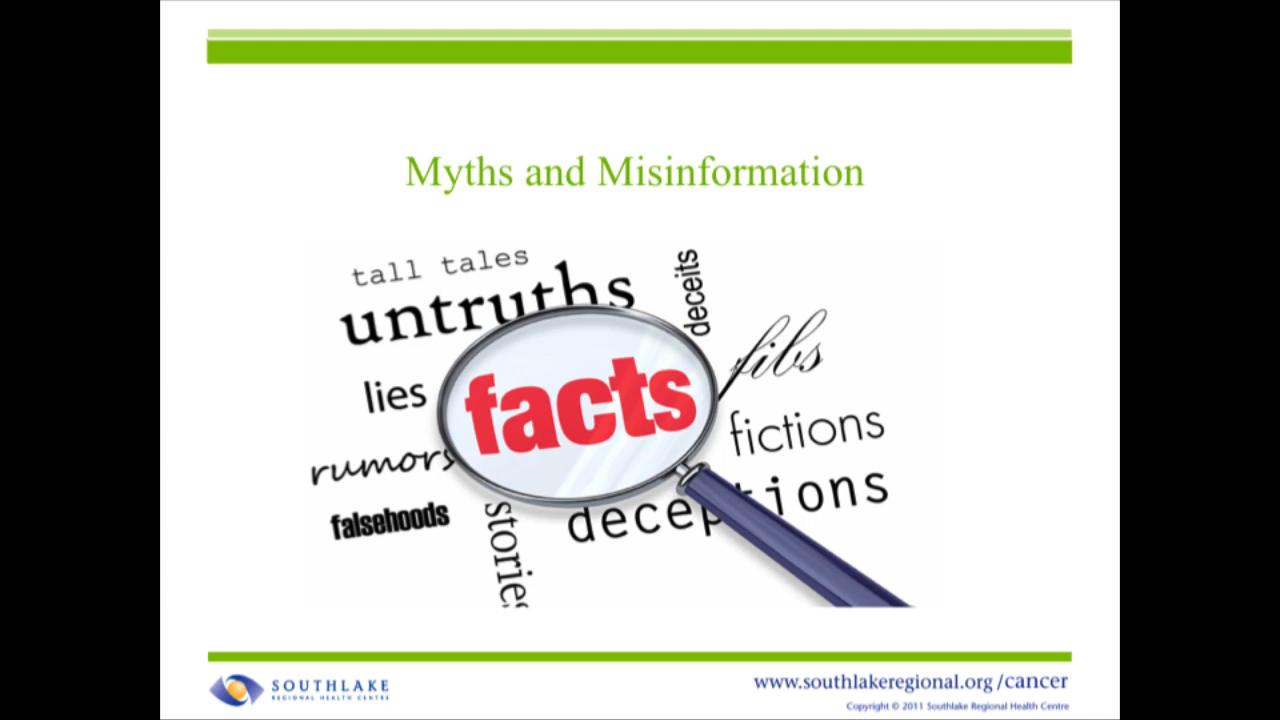 Myths and Misinformation
tall tales
untruths
deceits
facts
fibs
lies
fictions
rumors
deceptions
falsehoods
stories
SOUTHLAKE
REGIONAL HEALTH CENTRE
www.southlakeregional.org /cancer
Copyright © 2011 Southlake Regional Health Centre